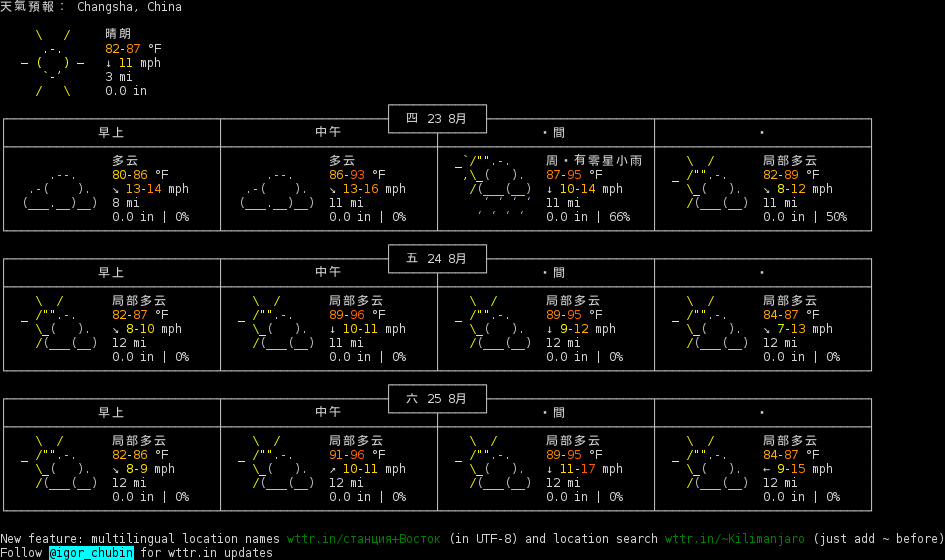 天氣預報： Changsha, China
晴朗
82-87 °F
↓ 11 mph
3 mi
0.0 in
四 23 8月
早上 中午 ·間 ·
多云 多云 周·有零星小雨 局部多云
80-86 °F 86-93 °F 87-95 °F 82-89 °F
↘ 13-14 mph ↘ 13-16 mph ↓ 10-14 mph ↘ 8-12 mph
8 mi 11 mi 11 mi 11 mi
0.0 in | 0% 0.0 in | 0% 0.0 in | 66% 0.0 in | 50%
五 24 8月
早上 中午 ·間 ·
局部多云 局部多云 局部多云 局部多云
82-87 °F 89-96 °F 89-95 °F 84-87 °F
↘ 8-10 mph ↓ 10-11 mph ↓ 9-12 mph ↘ 7-13 mph
12 mi 11 mi 12 mi 12 mi
0.0 in | 0% 0.0 in | 0% 0.0 in | 0% 0.0 in | 0%
六 25 8月
早上 中午 ·間 ·
局部多云 局部多云 局部多云 局部多云
82-86 °F 91-96 °F 89-95 °F 84-87 °F
↘ 8-9 mph ↗ 10-11 mph ↓ 11-17 mph ← 9-15 mph
12 mi 12 mi 12 mi 12 mi
0.0 in | 0% 0.0 in | 0% 0.0 in | 0% 0.0 in | 0%
New feature: multilingual location names wttr.in/станция+Восток (in UTF-8) and location search wttr.in/~Kilimanjaro (just add ~ before)
Follow @igor_chubin for wttr.in updates